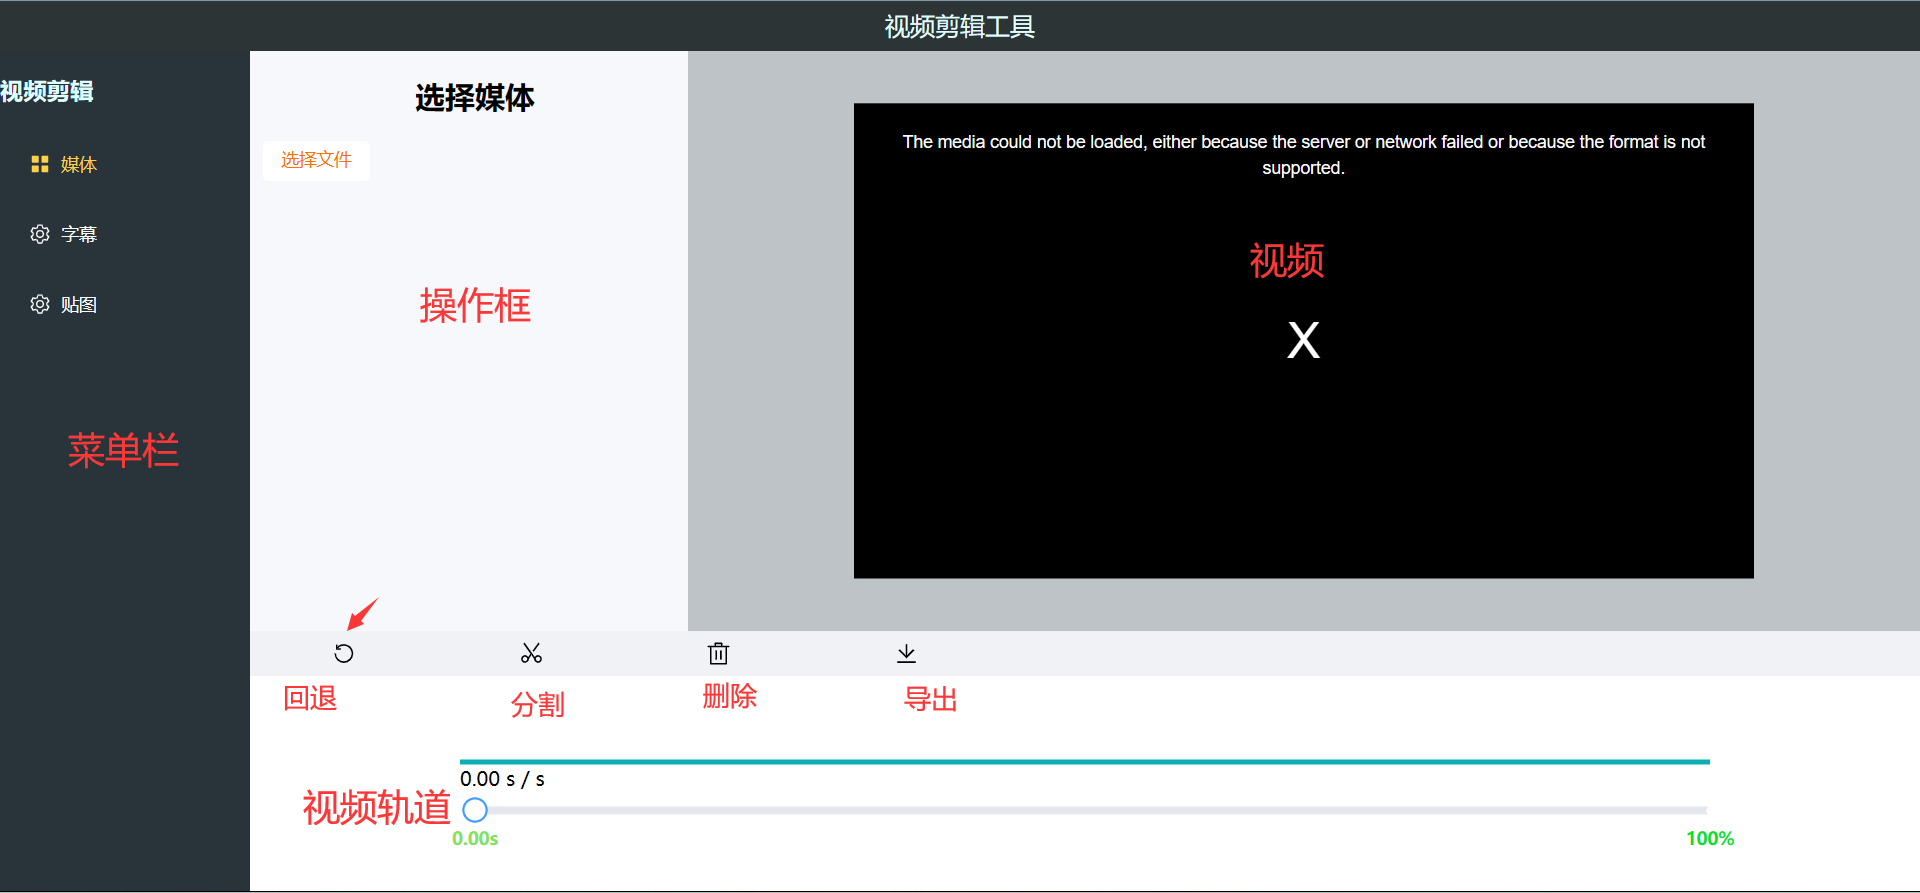 视频剪辑工具
视频剪辑
媒体
字幕
贴图
菜单栏
选择媒体
选择文件
操作框
The media could not be loaded, either because the server or network failed or because the format is not
supported.
视频
X
回退
分割
删除
导出
0.00 s / s
视频轨道
0.00s
100%